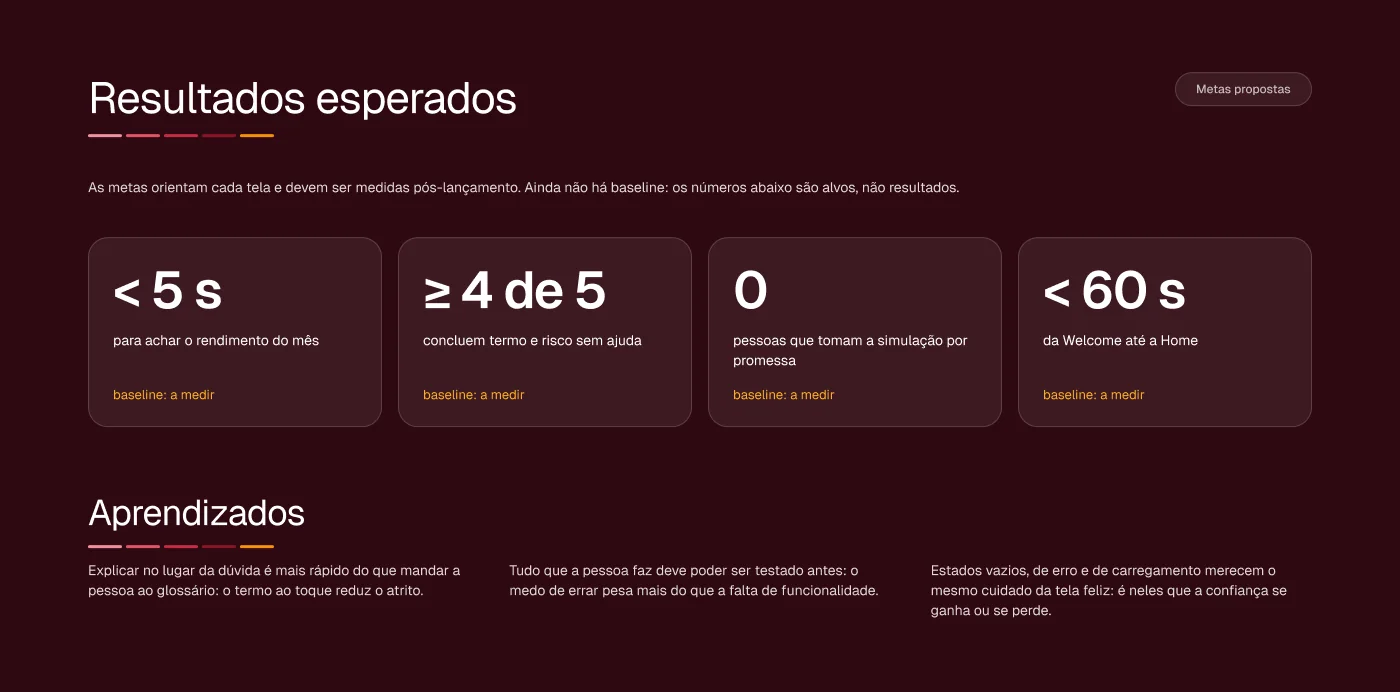 Resultados esperados
Metas propostas
As metas orientam cada tela e devem ser medidas pós-lançamento. Ainda não há baseline: os números abaixo são alvos, não resultados.
< 5 s
para achar o rendimento do mês
baseline: a medir
≥ 4 de 5
concluem termo e risco sem ajuda
baseline: a medir
0
pessoas que tomam a simulação por
promessa
baseline: a medir
< 60 s
da Welcome até a Home
baseline: a medir
Aprendizados
Explicar no lugar da dúvida é mais rápido do que mandar a
pessoa ao glossário: o termo ao toque reduz o atrito.
Tudo que a pessoa faz deve poder ser testado antes: o
medo de errar pesa mais do que a falta de funcionalidade.
Estados vazios, de erro e de carregamento merecem o
mesmo cuidado da tela feliz: é neles que a confiança se
ganha ou se perde.